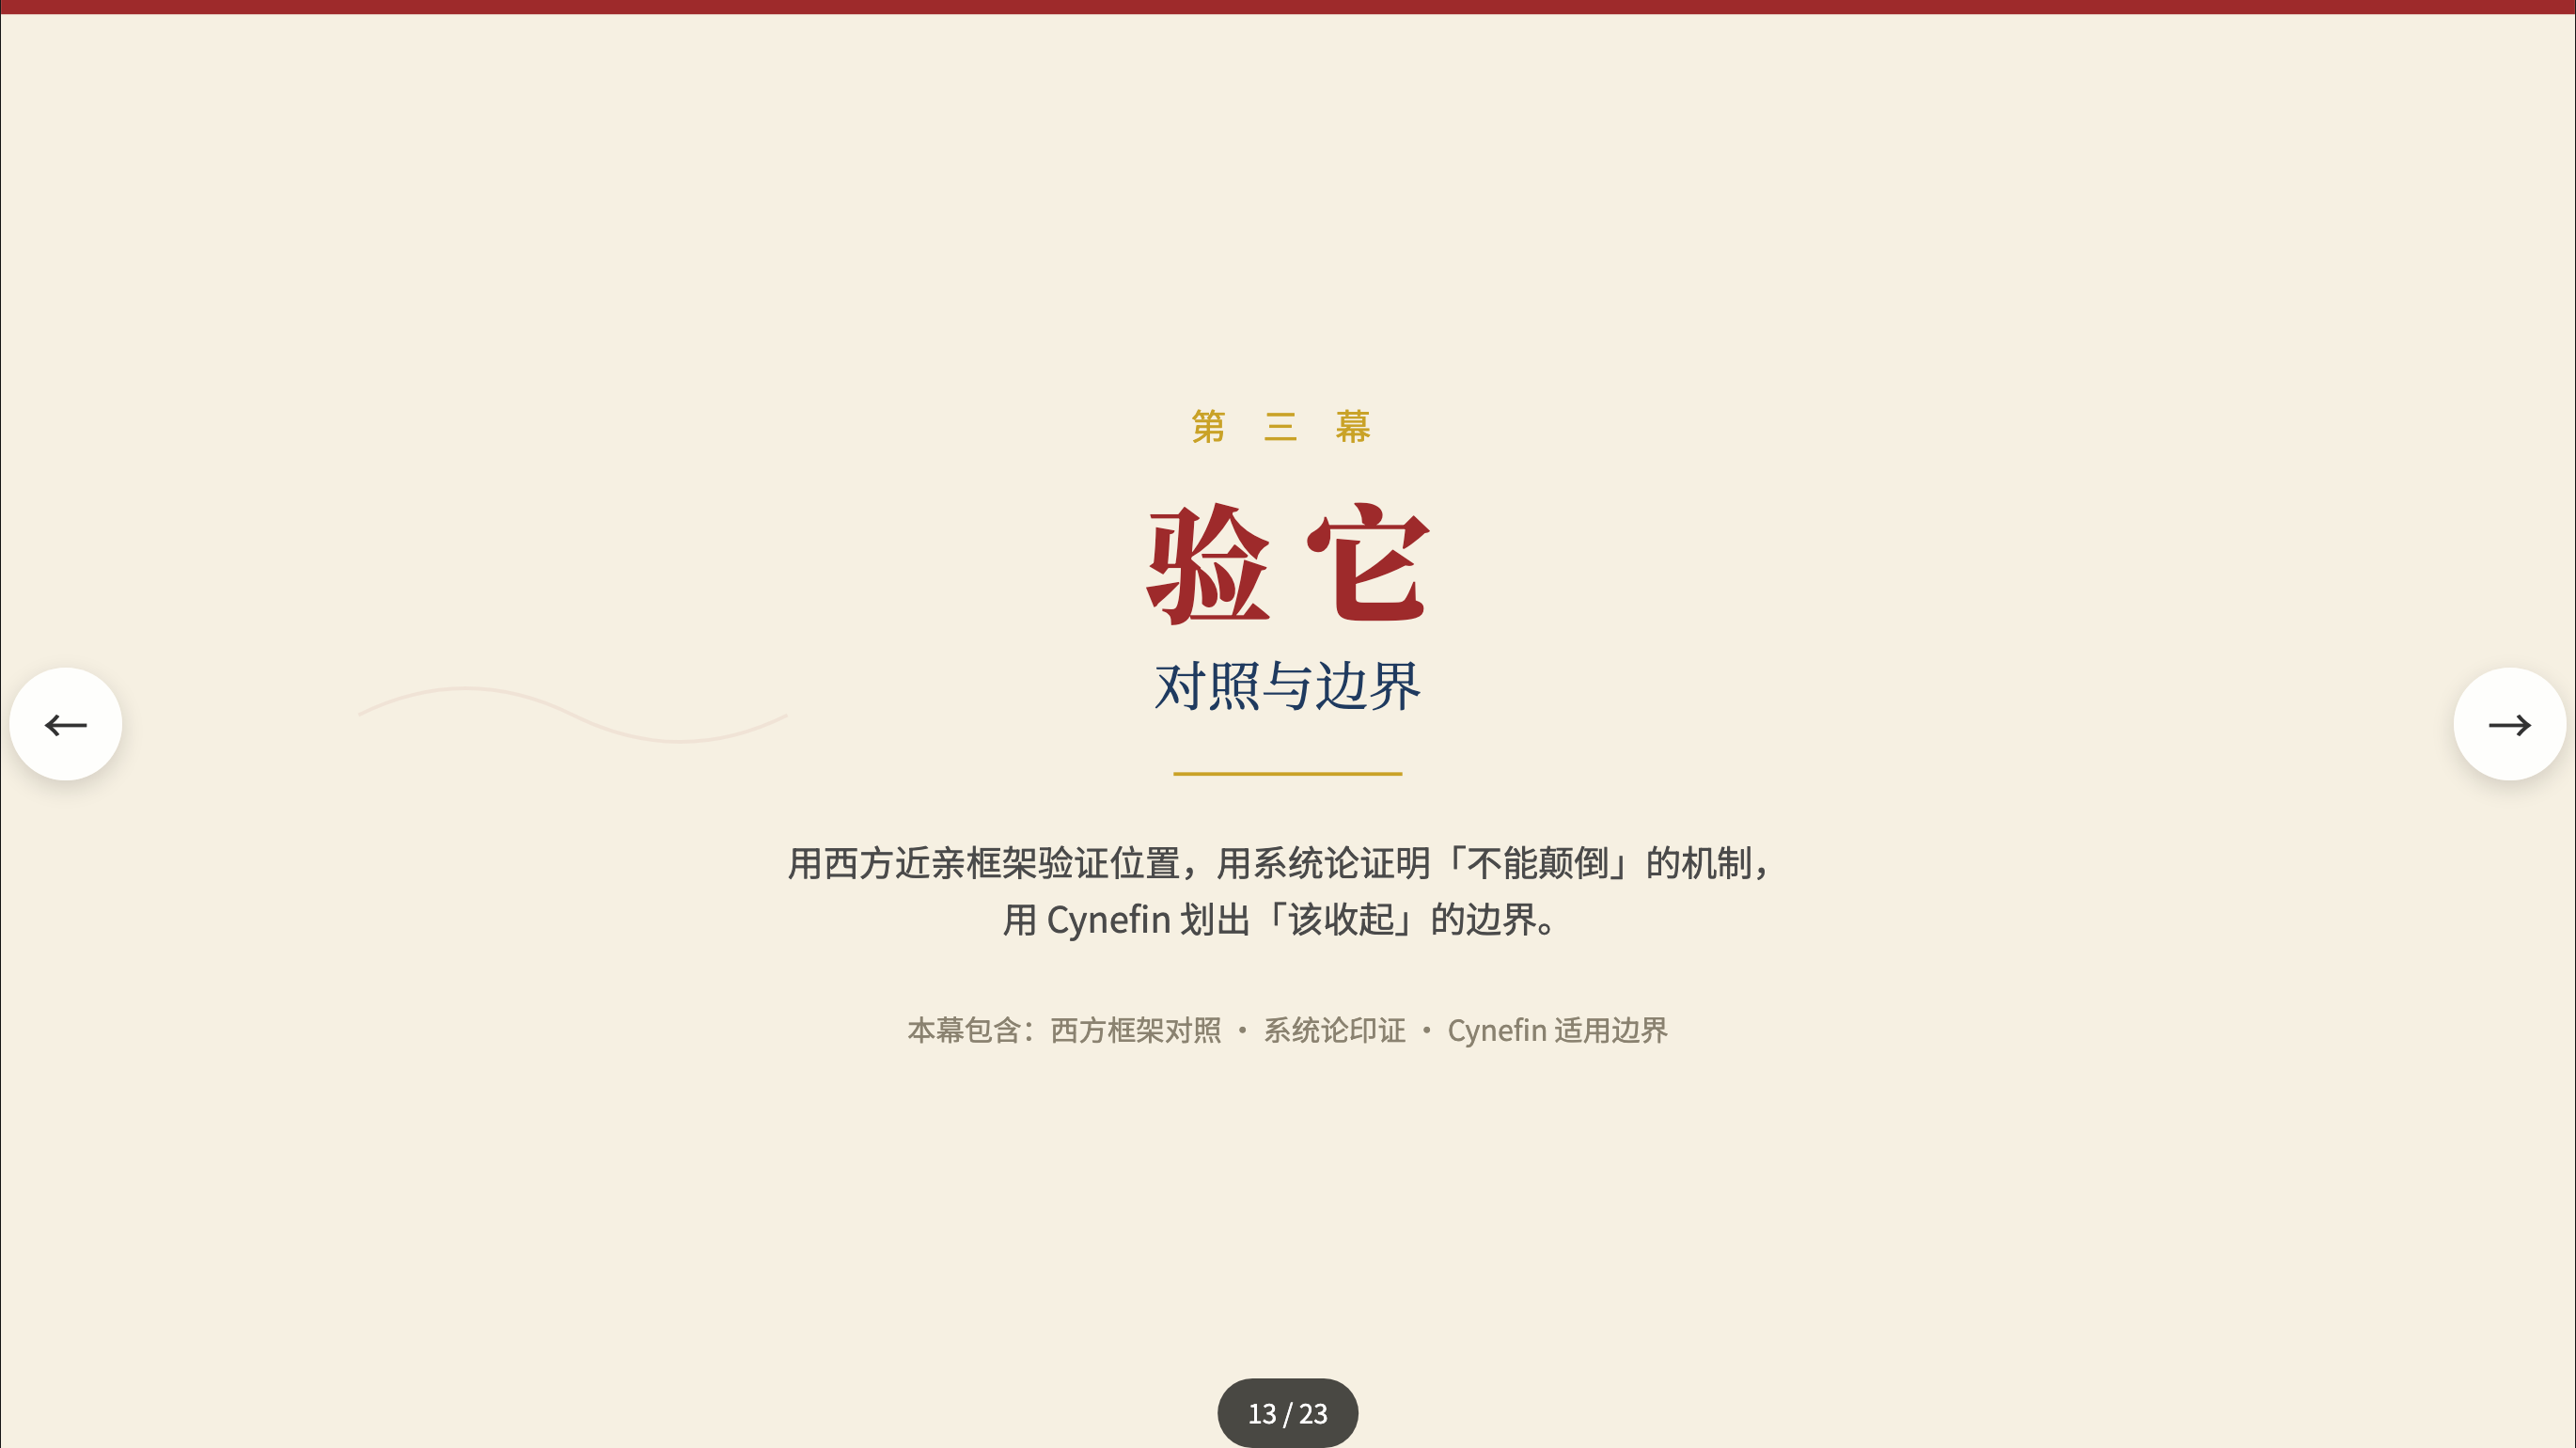 第三幕
验它
对照与边界
用西方近亲框架验证位置，用系统论证明「不能颠倒」的机制，
用 Cynefin 划出「该收起」的边界。
本幕包含：西方框架对照 · 系统论印证 · Cynefin 适用边界
←
→
13 / 23